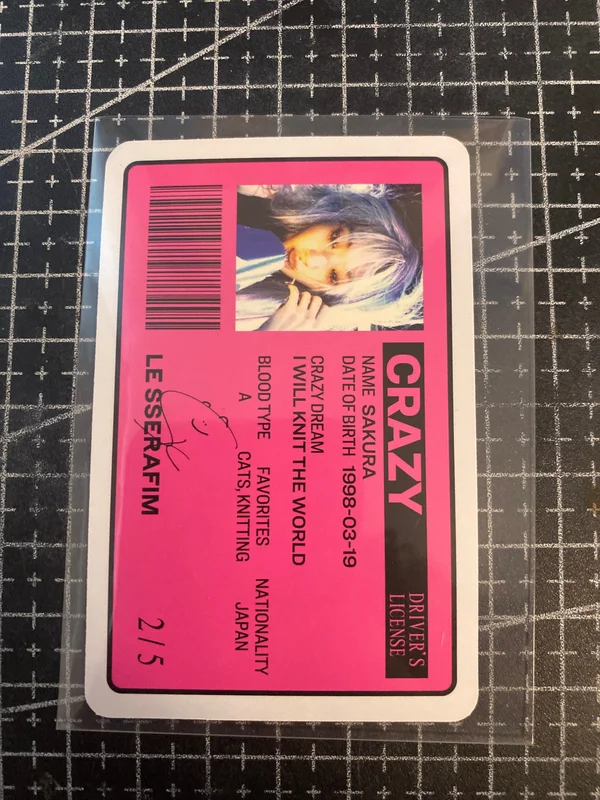 CRAZY DRIVER'S
LICENSE
NAME SAKURA
DATE OF BIRTH 1998-03-19
CRAZY DREAM
I WILL KNIT THE WORLD
BLOOD TYPE FAVORITES NATIONALITY
A CATS, KNITTING JAPAN
LE SSERAFIM 2/5